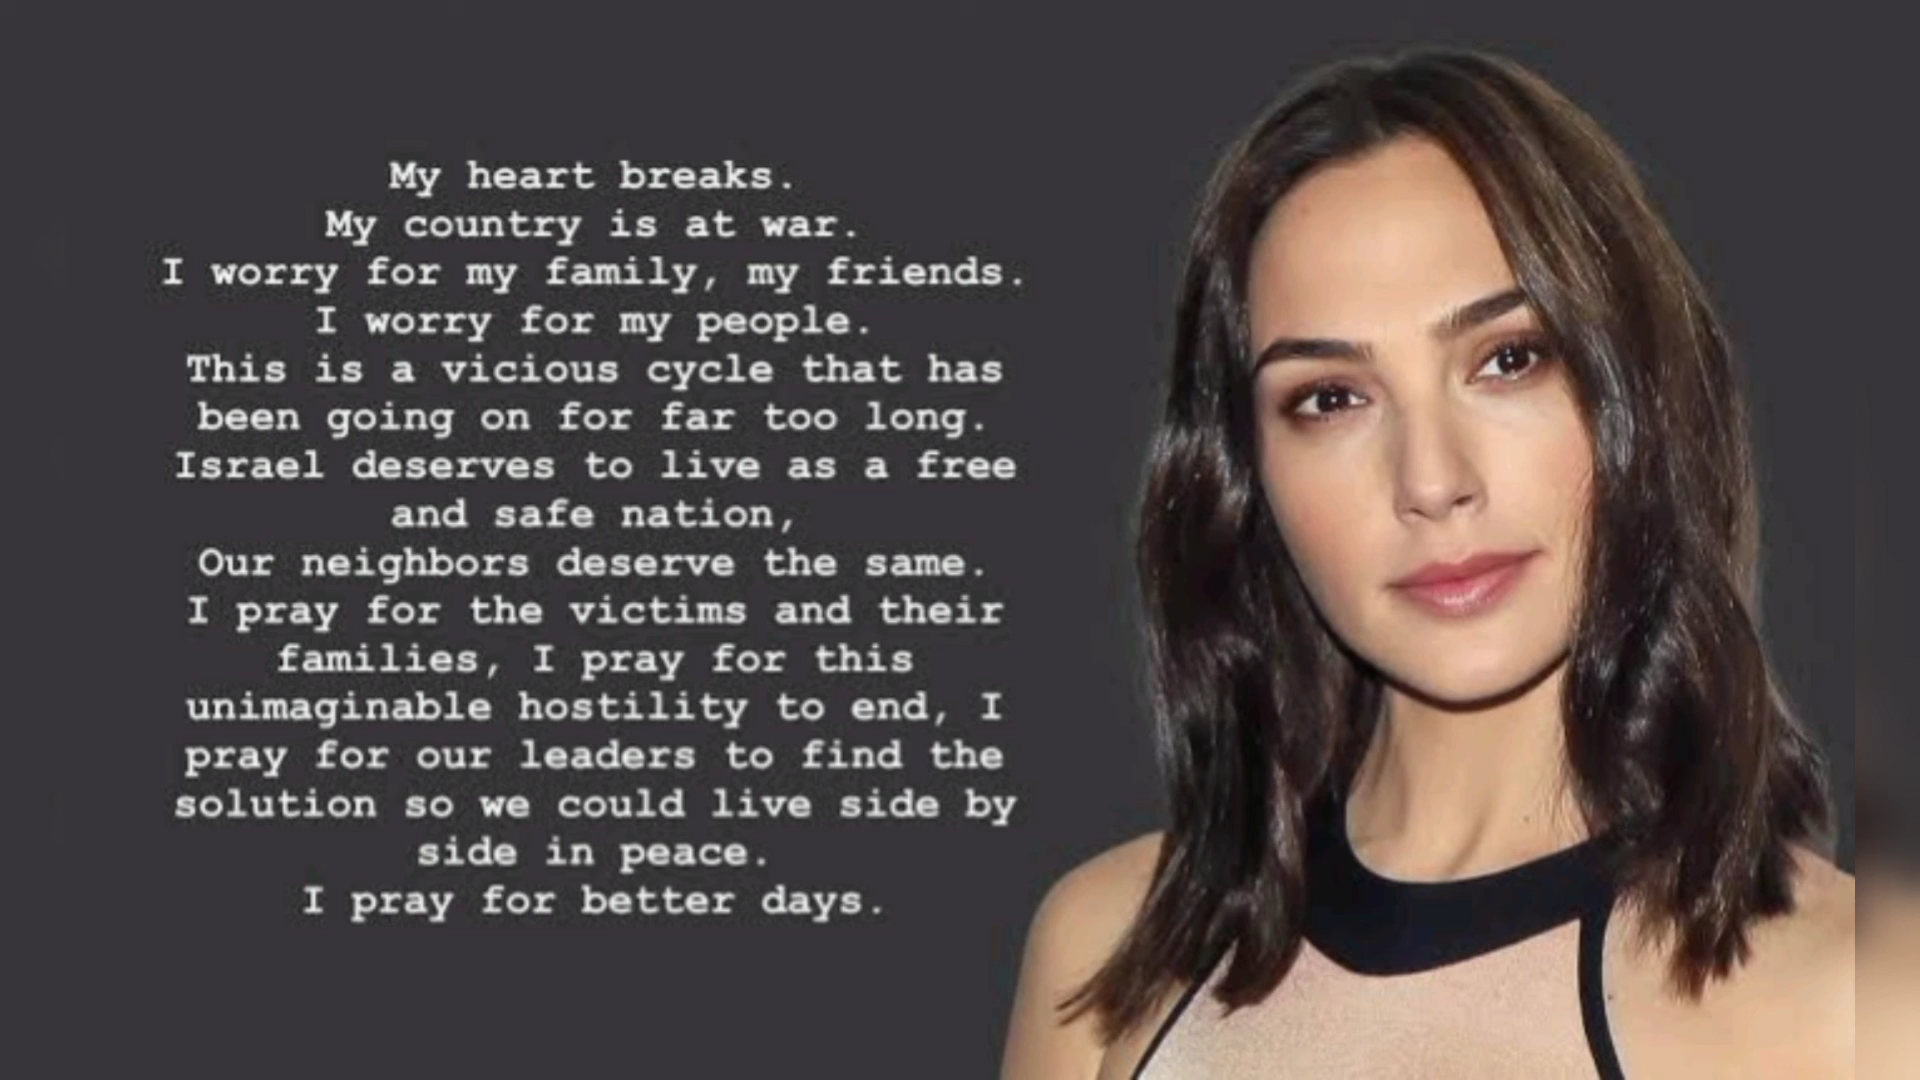 My heart breaks.
My country is at war.
I worry for my family, my friends.
I worry for my people.
This is a vicious cycle that has
been going on for far too long.
Israel deserves to live as a free
and safe nation,
Our neighbors deserve the same.
I pray for the victims and their
families, I pray for this
unimaginable hostility to end, I
pray for our leaders to find the
solution so we could live side by
side in peace.
I pray for better days.